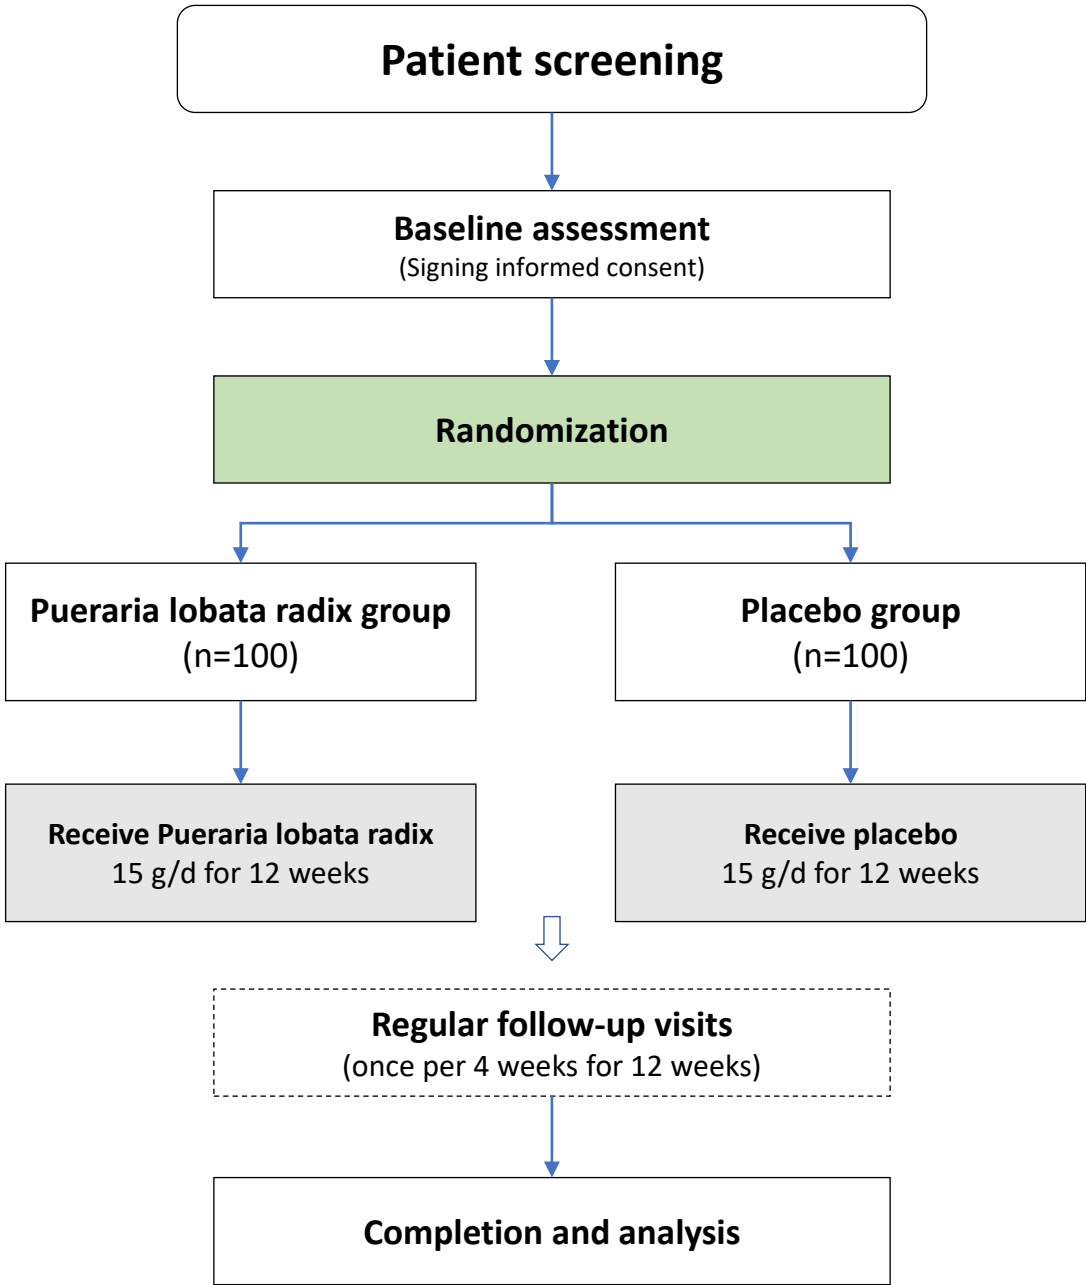 Patient screening
Baseline assessment
(Signing informed consent)
Randomization
Pueraria lobata radix group
(n=100)
Placebo group
(n=100)
Receive Pueraria lobata radix
15 g/d for 12 weeks
Receive placebo
15 g/d for 12 weeks
Regular follow-up visits
(once per 4 weeks for 12 weeks)
Completion and analysis